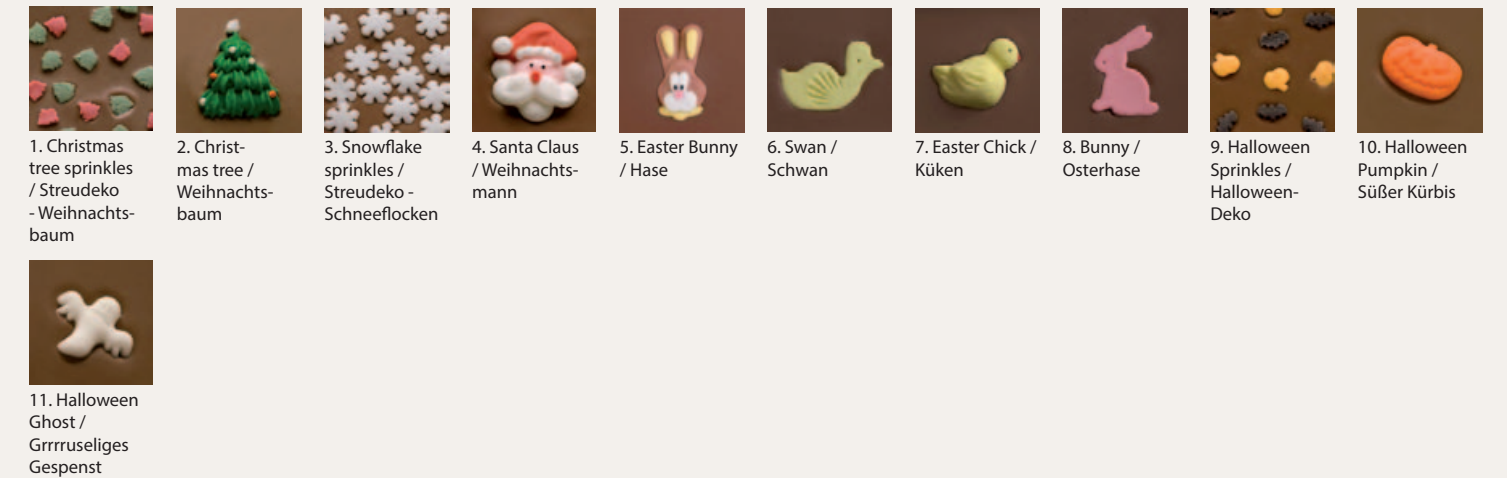 1. Christmas
tree sprinkles
/ Streudeko
- Weihnachts-
baum
2. Christ-
mas tree /
Weihnachts-
baum
3. Snowflake
sprinkles /
Streudeko -
Schneeflocken
4. Santa Claus
/ Weihnachts-
mann
5. Easter Bunny
/ Hase
6. Swan /
Schwan
7. Easter Chick /
Küken
8. Bunny /
Osterhase
9. Halloween
Sprinkles /
Halloween-
Deko
10. Halloween
Pumpkin /
Süßer Kürbis
11. Halloween
Ghost /
Grrrruseliges
Gespenst